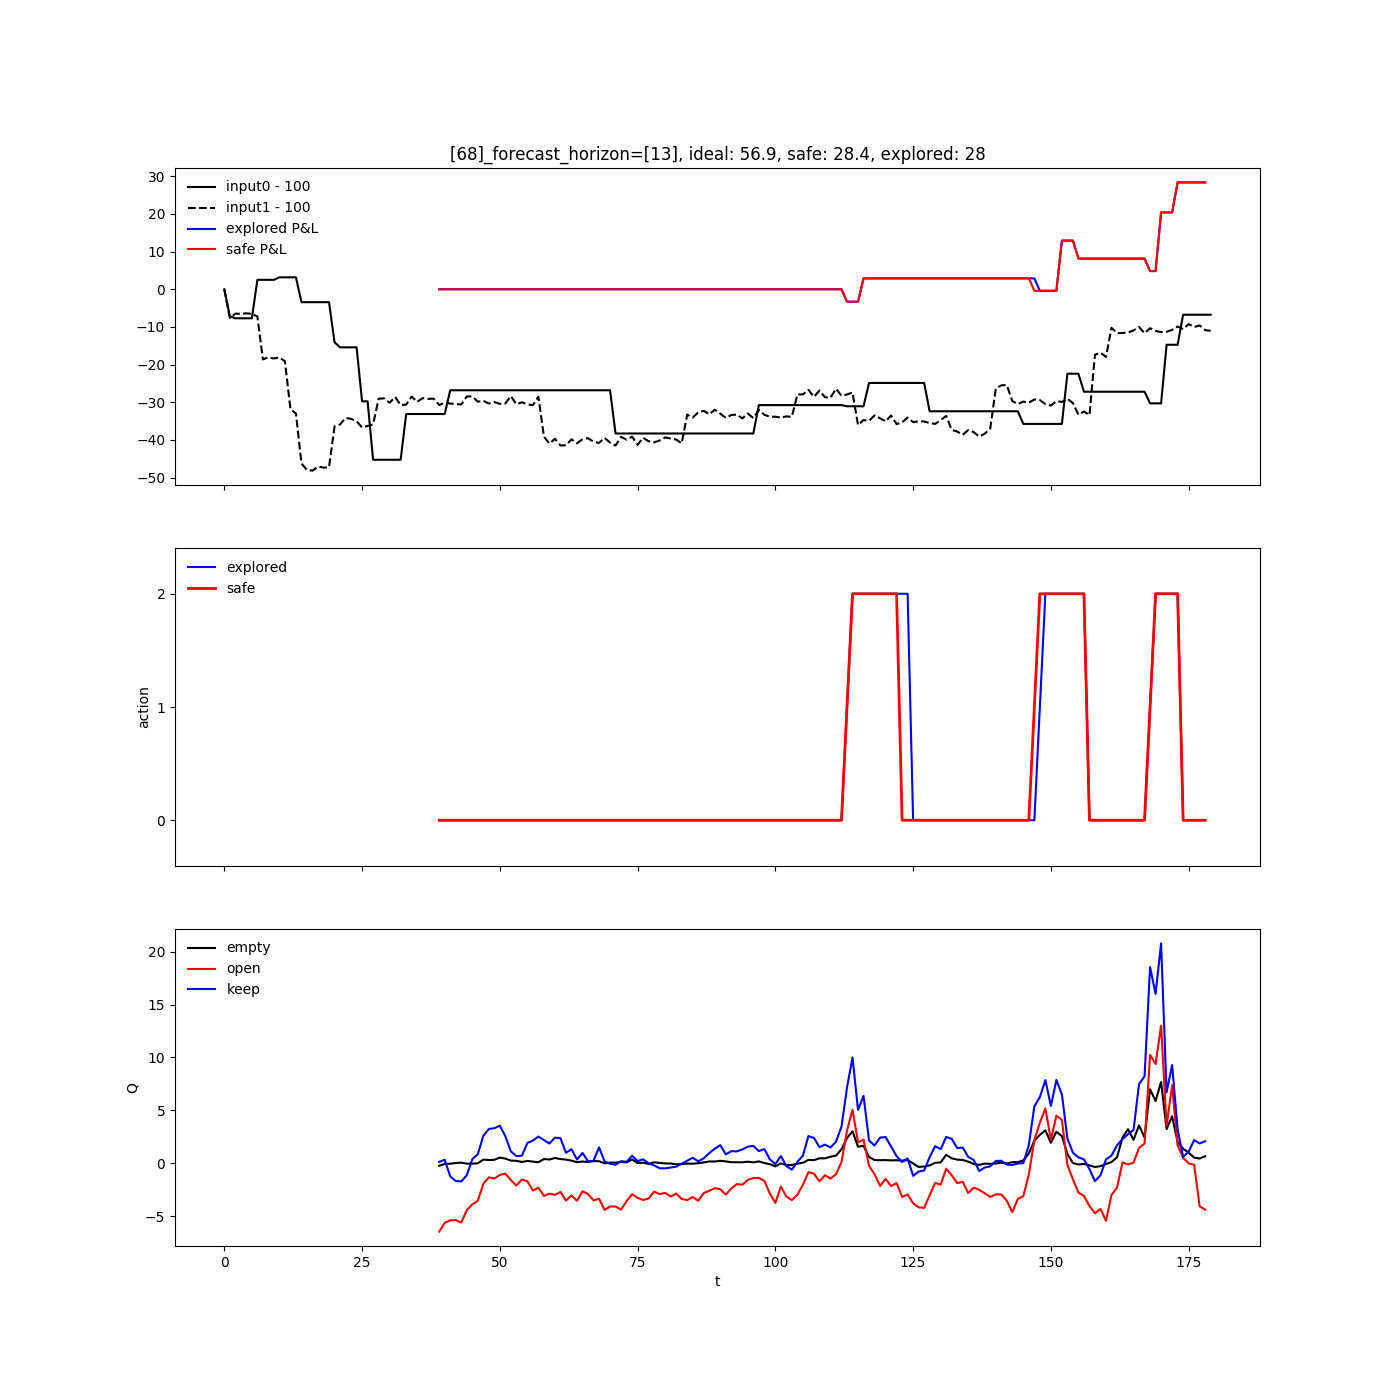 [68]_forecast_horizon=[13], ideal: 56.9, safe: 28.4, explored: 28
30
20
10
0
−10
−20
−30
−40
−50
input0 - 100
input1 - 100
explored P&L
safe P&L
action
2
1
0
explored
safe
Q
20
15
10
5
0
−5
empty
open
keep
0 25 50 75 100 125 150 175
t